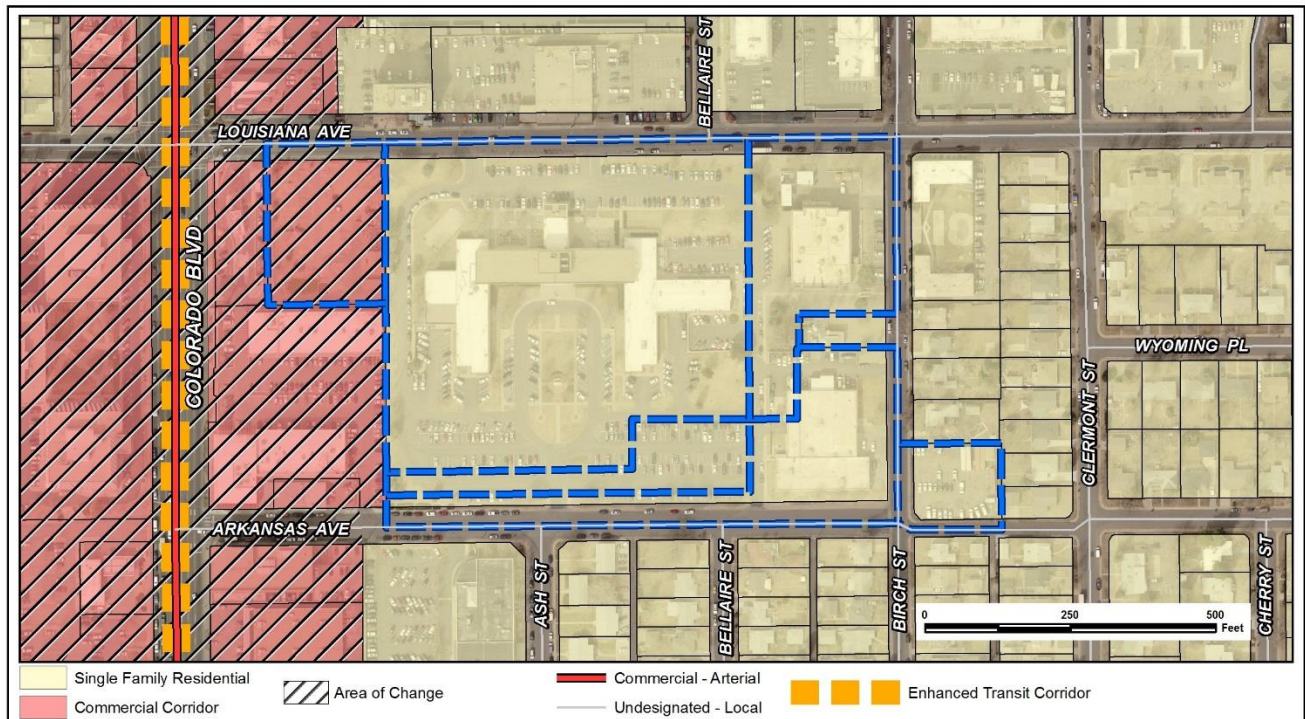 BELLAIRE ST
LOUISIANA AVE
COLORADO BLVD
WYOMING PL
CLERMONT ST
ARKANSAS AVE
ASH ST
BELLAIRE ST
BIRCH ST
CHERRY ST
0 250 500
Feet
Single Family Residential
Commercial Corridor
Area of Change
Commercial - Arterial
Undesignated - Local
Enhanced Transit Corridor